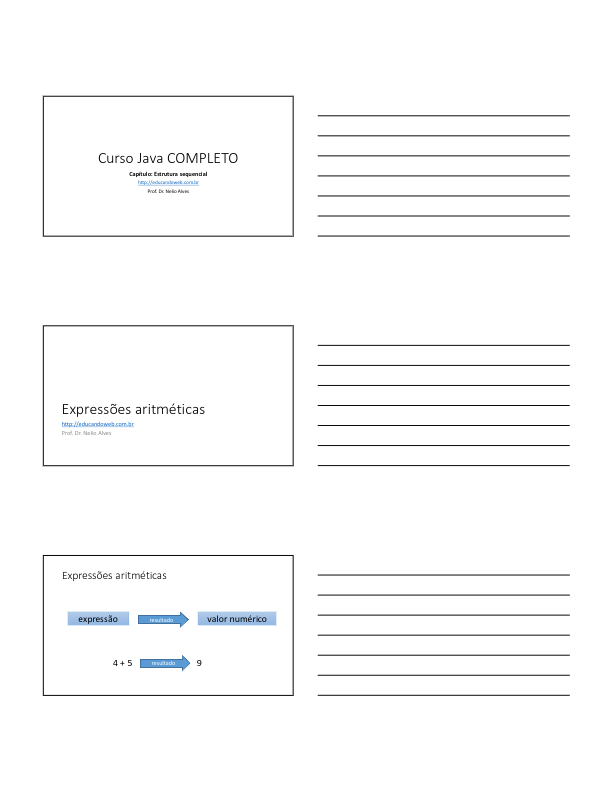 Curso Java COMPLETO
Capítulo: Estrutura sequencial
http://educandoweb.com.br
Prof. Dr. Nelio Alves
Expressões aritméticas
http://educandoweb.com.br
Prof. Dr. Nelio Alves
Expressões aritméticas
expressão resultado valor numérico
4 + 5 resultado 9